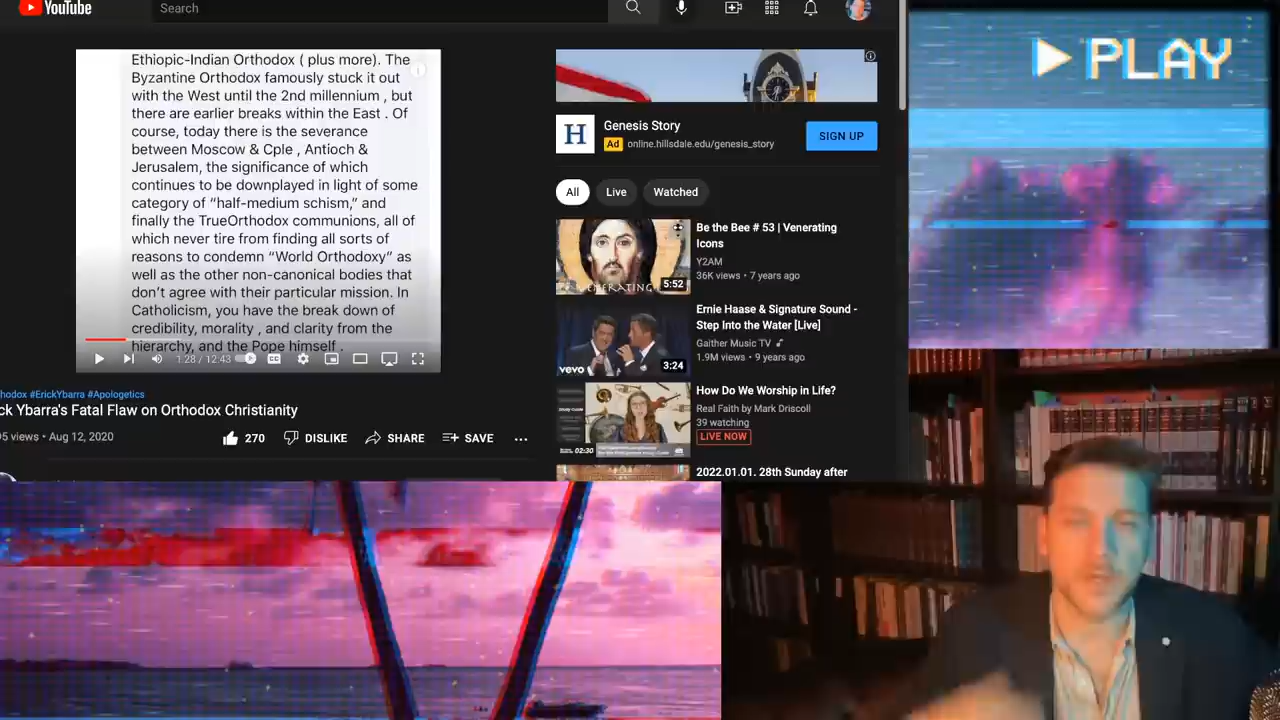 YouTube
Search
PLAY
Ethiopic-Indian Orthodox ( plus more). The
Byzantine Orthodox famously stuck it out
with the West until the 2nd millennium , but
there are earlier breaks within the East . Of
course, today there is the severance
between Moscow & Cple , Antioch &
Jerusalem, the significance of which
continues to be downplayed in light of some
category of “half-medium schism,” and
finally the TrueOrthodox communions, all of
which never tire from finding all sorts of
reasons to condemn “World Orthodoxy” as
well as the other non-canonical bodies that
don’t agree with their particular mission. In
Catholicism, you have the break down of
credibility, morality , and clarity from the
hierarchy, and the Pope himself .
1:28 / 12:43
CC
hodox #ErickYbarra #Apologetics
ck Ybarra's Fatal Flaw on Orthodox Christianity
95 views • Aug 12, 2020
270
DISLIKE
SHARE
SAVE
H
Genesis Story
Ad online.hillsdale.edu/genesis_story
SIGN UP
All
Live
Watched
VENERATING
5:52
Be the Bee # 53 | Venerating
Icons
Y2AM
36K views • 7 years ago
vevo
3:24
Ernie Haase & Signature Sound -
Step Into the Water [Live]
Gaither Music TV
1.9M views • 9 years ago
02:30
How Do We Worship in Life?
Real Faith by Mark Driscoll
39 watching
LIVE NOW
2022.01.01. 28th Sunday after